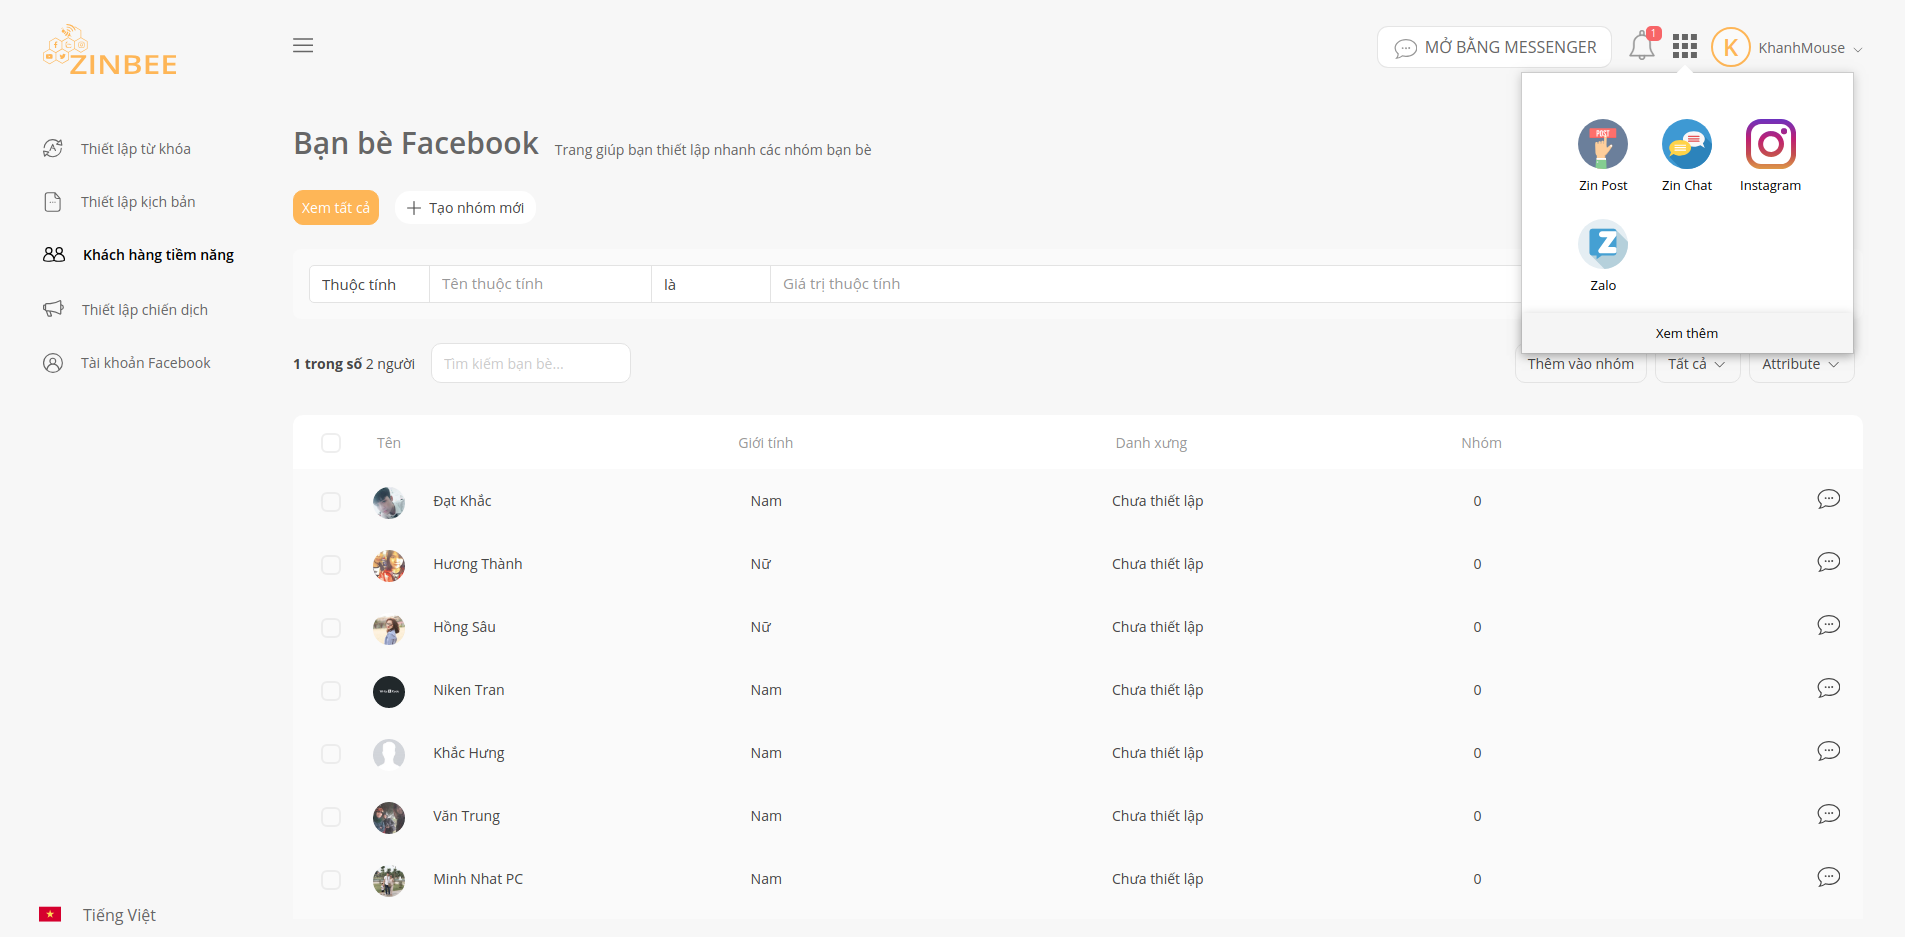 ZINBEE
MỞ BẰNG MESSENGER
1
K
KhanhMouse
Thiết lập từ khóa
Thiết lập kịch bản
Khách hàng tiềm năng
Thiết lập chiến dịch
Tài khoản Facebook
Tiếng Việt
Bạn bè Facebook Trang giúp bạn thiết lập nhanh các nhóm bạn bè
Xem tất cả
Tạo nhóm mới
POST
Zin Post Zin Chat Instagram
Zalo
Xem thêm
Thuộc tính Tên thuộc tính là Giá trị thuộc tính
1 trong số 2 người Tìm kiếm bạn bè... Thêm vào nhóm Tất cả Attribute
Tên Giới tính Danh xưng Nhóm
Đạt Khắc Nam Chưa thiết lập 0
Hương Thành Nữ Chưa thiết lập 0
Hồng Sâu Nữ Chưa thiết lập 0
Niken Tran Nam Chưa thiết lập 0
Khắc Hưng Nam Chưa thiết lập 0
Văn Trung Nam Chưa thiết lập 0
Minh Nhat PC Nam Chưa thiết lập 0